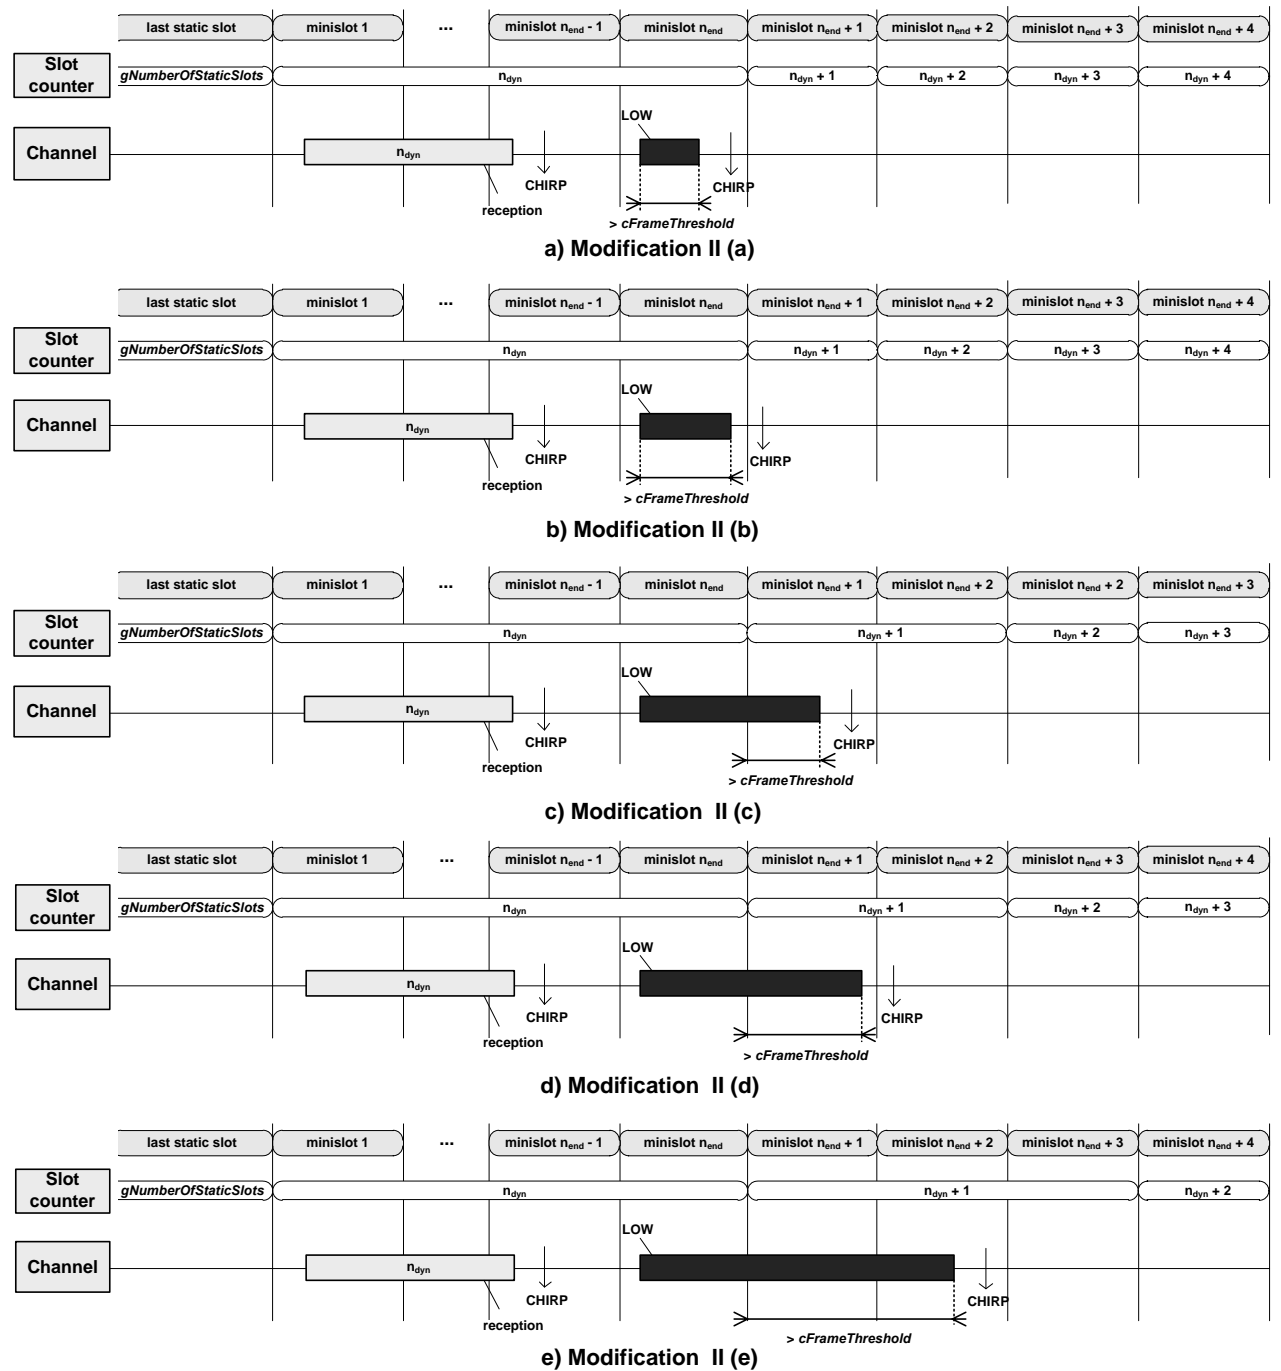 last static slot minislot 1 ... minislot nend - 1 minislot nend minislot nend + 1 minislot nend + 2 minislot nend + 3 minislot nend + 4
Slot
counter
gNumberOfStaticSlots ndyn ndyn + 1 ndyn + 2 ndyn + 3 ndyn + 4
LOW
Channel
ndyn
CHIRP CHIRP
reception
> cFrameThreshold
a) Modification II (a)
last static slot minislot 1 ... minislot nend - 1 minislot nend minislot nend + 1 minislot nend + 2 minislot nend + 3 minislot nend + 4
Slot
counter
gNumberOfStaticSlots ndyn ndyn + 1 ndyn + 2 ndyn + 3 ndyn + 4
LOW
Channel
ndyn
CHIRP CHIRP
reception
> cFrameThreshold
b) Modification II (b)
last static slot minislot 1 ... minislot nend - 1 minislot nend minislot nend + 1 minislot nend + 2 minislot nend + 2 minislot nend + 3
Slot
counter
gNumberOfStaticSlots ndyn ndyn + 1 ndyn + 2 ndyn + 3
LOW
Channel
ndyn
CHIRP CHIRP
reception
> cFrameThreshold
c) Modification II (c)
last static slot minislot 1 ... minislot nend - 1 minislot nend minislot nend + 1 minislot nend + 2 minislot nend + 3 minislot nend + 4
Slot
counter
gNumberOfStaticSlots ndyn ndyn + 1 ndyn + 2 ndyn + 3
LOW
Channel
ndyn
CHIRP CHIRP
reception
> cFrameThreshold
d) Modification II (d)
last static slot minislot 1 ... minislot nend - 1 minislot nend minislot nend + 1 minislot nend + 2 minislot nend + 3 minislot nend + 4
Slot
counter
gNumberOfStaticSlots ndyn ndyn + 1 ndyn + 2
LOW
Channel
ndyn
CHIRP CHIRP
reception
> cFrameThreshold
e) Modification II (e)